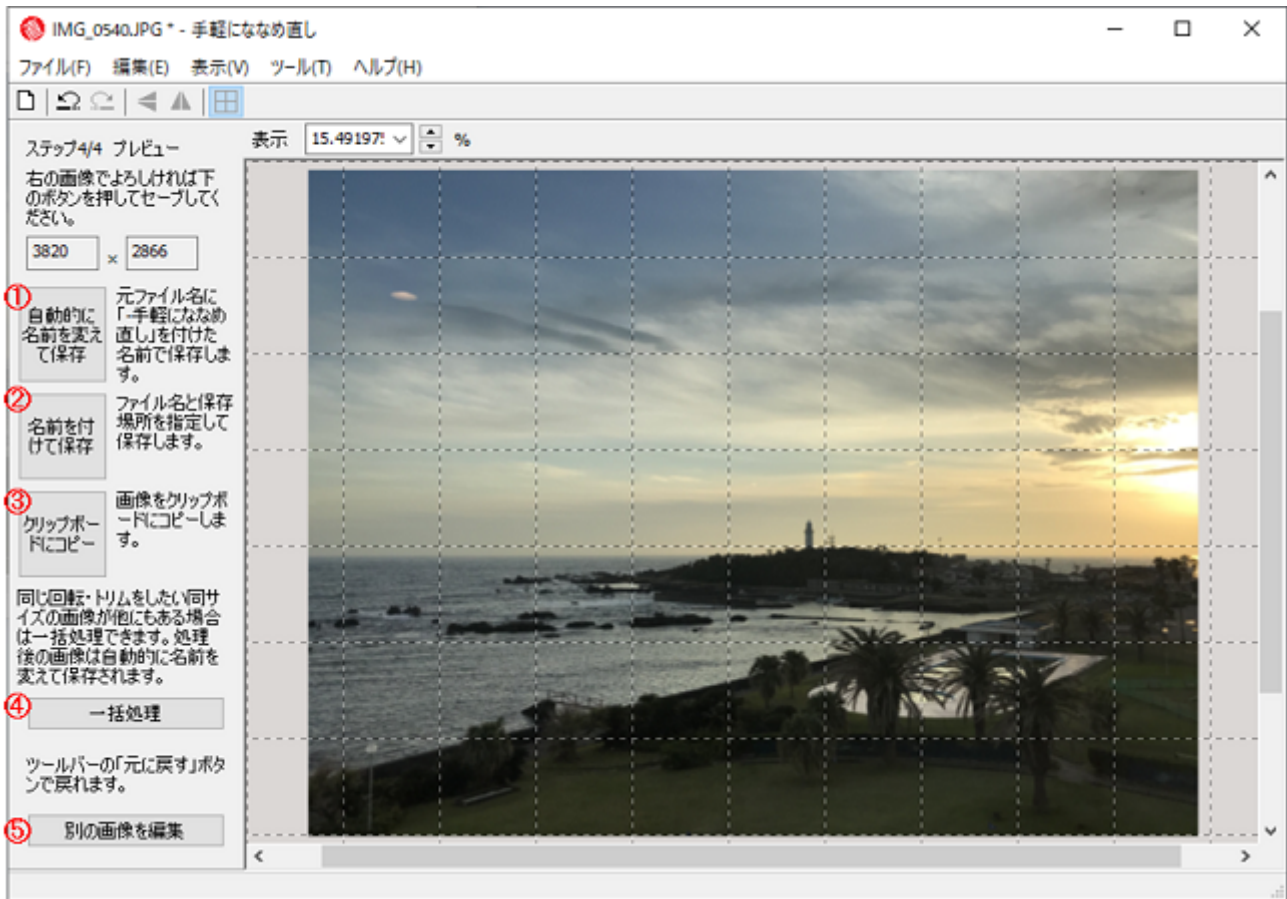 IMG_0540.JPG * - 手軽にななめ直し
ファイル(F) 編集(E) 表示(V) ツール(T) ヘルプ(H)
表示 15.49197 %
ステップ4/4 プレビュー
右の画像でよろしければ下
のボタンを押してセーブしてく
ださい。
3820 × 2866
①
自動的に
名前を変え
て保存
元ファイル名に
「-手軽にななめ
直し」を付けた
名前で保存しま
す。
②
名前を付
けて保存
ファイル名と保存
場所を指定して
保存します。
③
クリップボー
ドにコピー
画像をクリップボ
ードにコピーしま
す。
同じ回転・トリムをしたい同サ
イズの画像が他にもある場合
は一括処理できます。処理
後の画像は自動的に名前を
変えて保存されます。
④
一括処理
ツールバーの「元に戻す」ボタ
ンで戻れます。
⑤
別の画像を編集